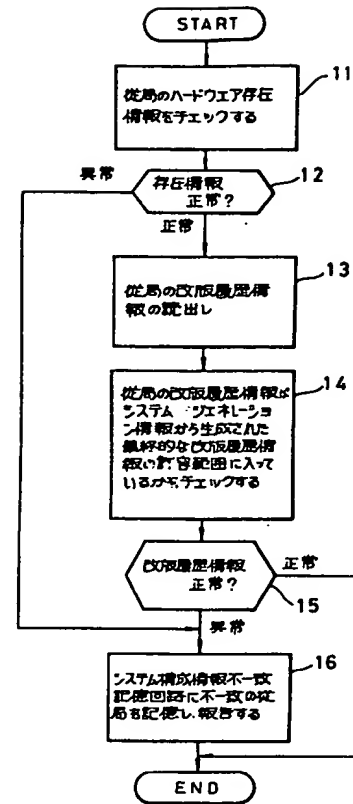 START
11
従局のハードウェア存在
情報をチェックする
異常
12
存在情報
正常?
正常
13
従局の改版履歴情
報の読出し
14
従局の改版履歴情報が
システム・ジェネレーション
情報から生成された
最終的な改版履歴情
報の許容範囲に入って
いるか、チェックする
改版履歴情報
正常?
正常
15
異常
16
システム構成情報不一致
記憶回路に不一致の従
局を記憶し、報告する
END